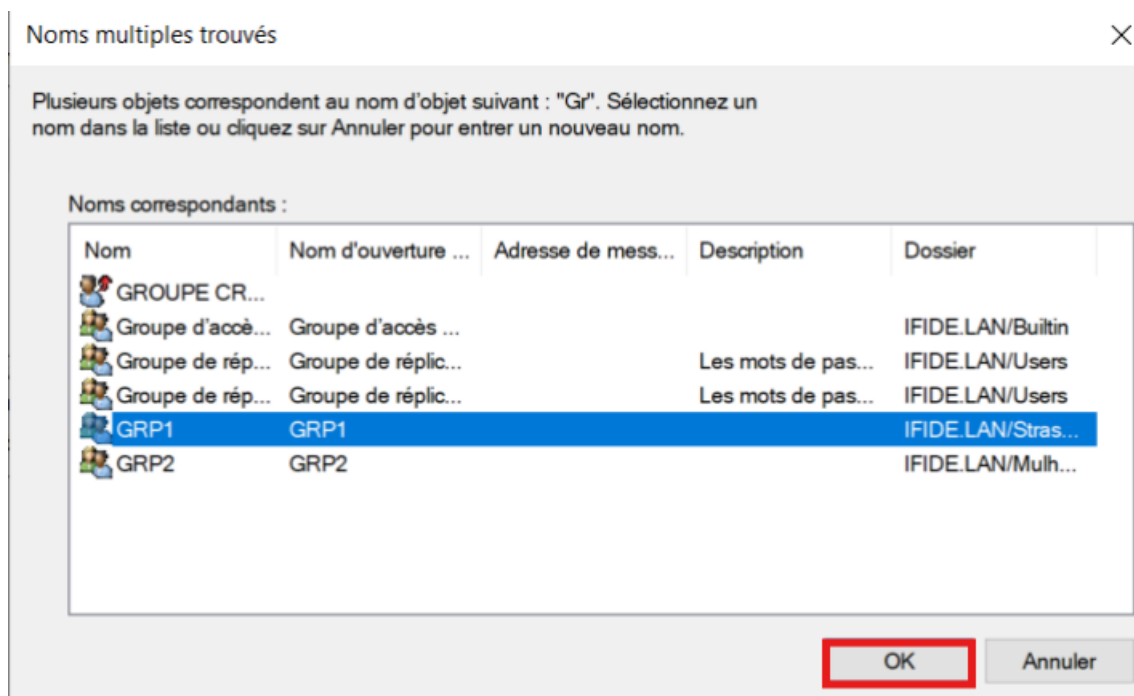 Noms multiples trouvés
Plusieurs objets correspondent au nom d'objet suivant : "Gr". Sélectionnez un
nom dans la liste ou cliquez sur Annuler pour entrer un nouveau nom.
Noms correspondants :
Nom Nom d'ouverture ... Adresse de mess... Description Dossier
GROUPE CR...
Groupe d'accè... Groupe d'accès ... IFIDE.LAN/Builtin
Groupe de rép... Groupe de réplic... Les mots de pas... IFIDE.LAN/Users
Groupe de rép... Groupe de réplic... Les mots de pas... IFIDE.LAN/Users
GRP1 GRP1 IFIDE.LAN/Stras...
GRP2 GRP2 IFIDE.LAN/Mulh...
OK Annuler